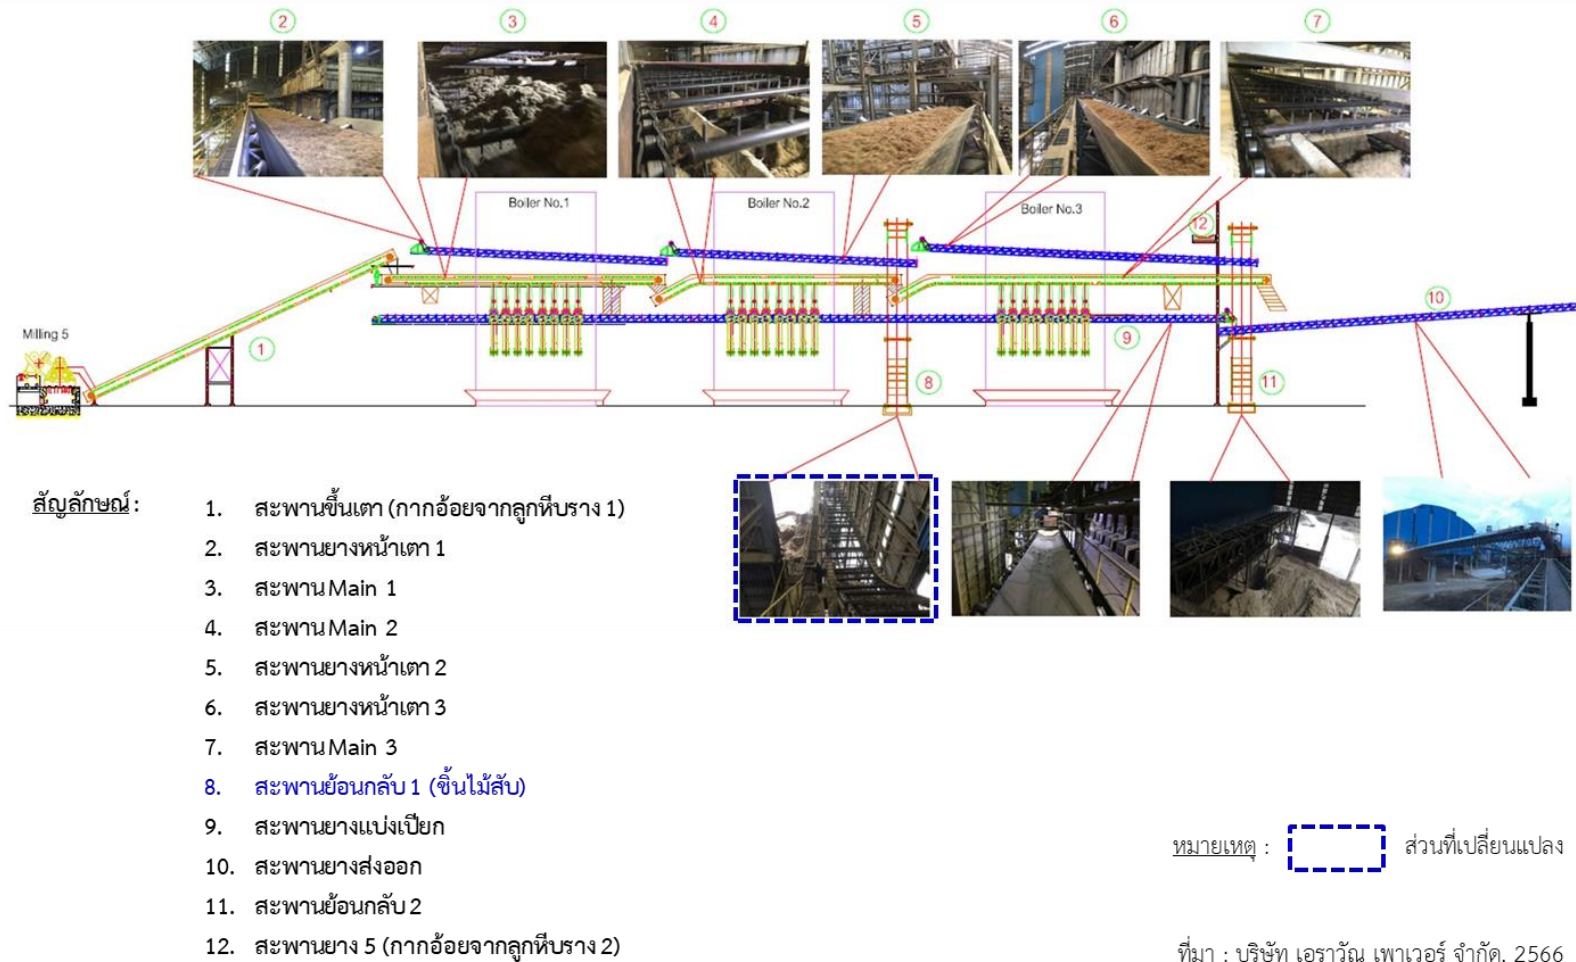 2
3
4
5
6
7
Boiler No.1
Boiler No.2
Boiler No.3
12
10
Milling 5
1
9
8
11
สัญลักษณ์ :
1. สะพานขึ้นเตา (กากอ้อยจากลูกหีบราง 1)
2. สะพานยางหน้าเตา 1
3. สะพาน Main 1
4. สะพาน Main 2
5. สะพานยางหน้าเตา 2
6. สะพานยางหน้าเตา 3
7. สะพาน Main 3
8. สะพานย้อนกลับ 1 (ชิ้นไม้สับ)
9. สะพานยางแบ่งเปียก
10. สะพานยางส่งออก
11. สะพานย้อนกลับ 2
12. สะพานยาง 5 (กากอ้อยจากลูกหีบราง 2)
หมายเหตุ : ส่วนที่เปลี่ยนแปลง
ที่มา : บริษัท เอราวัณ เพาเวอร์ จำกัด, 2566